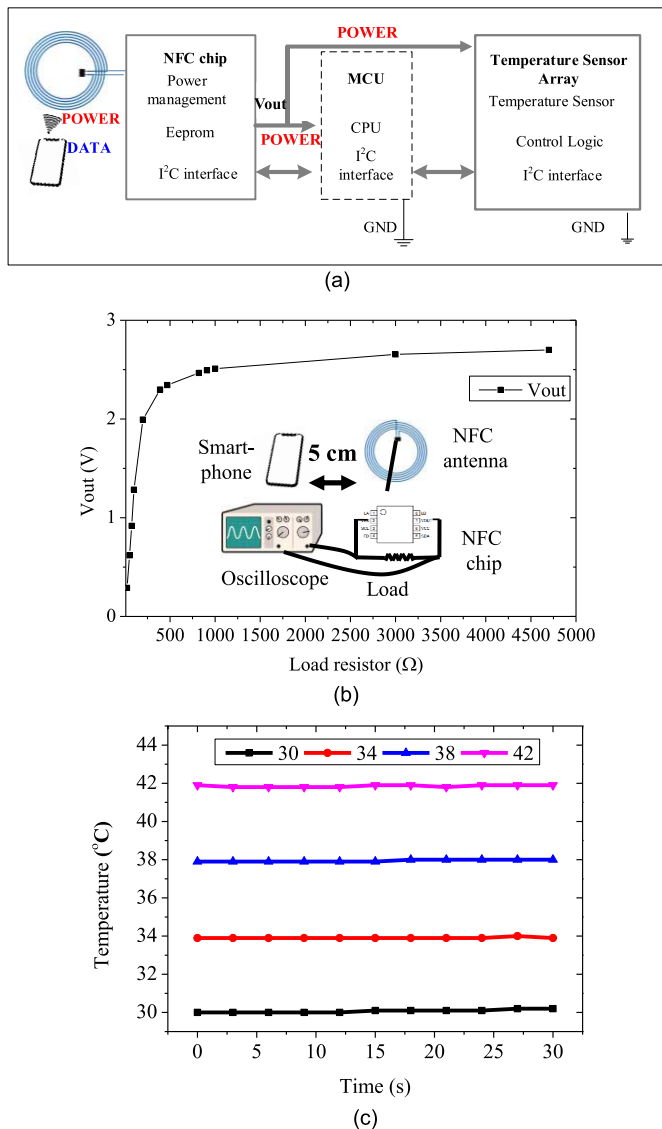 POWER
NFC chip
Power
management
Eeprom
I²C interface
Vout
POWER
MCU
CPU
I²C
interface
Temperature Sensor
Array
Temperature Sensor
Control Logic
I²C interface
POWER
DATA
GND
GND
(a)
3
2
1
0
Vout (V)
Vout
Smart-
phone
5 cm
NFC
antenna
NFC
chip
Oscilloscope
Load
500 1000 1500 2000 2500 3000 3500 4000 4500 5000
Load resistor (Ω)
(b)
30 34 38 42
44
42
40
38
36
34
32
30
Temperature (°C)
0 5 10 15 20 25 30
Time (s)
(c)